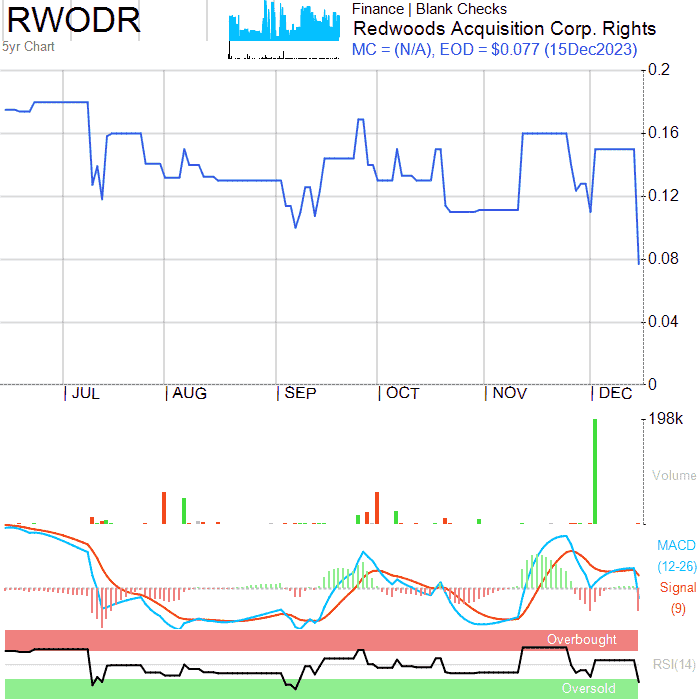 RWODR
5yr Chart
Finance | Blank Checks
Redwoods Acquisition Corp. Rights
MC = (N/A), EOD = $0.077 (15Dec2023)
0.2
0.16
0.12
0.08
0.04
0
JUL AUG SEP OCT NOV DEC
198k
Volume
MACD
(12-26)
Signal
(9)
Overbought
RSI(14)
Oversold